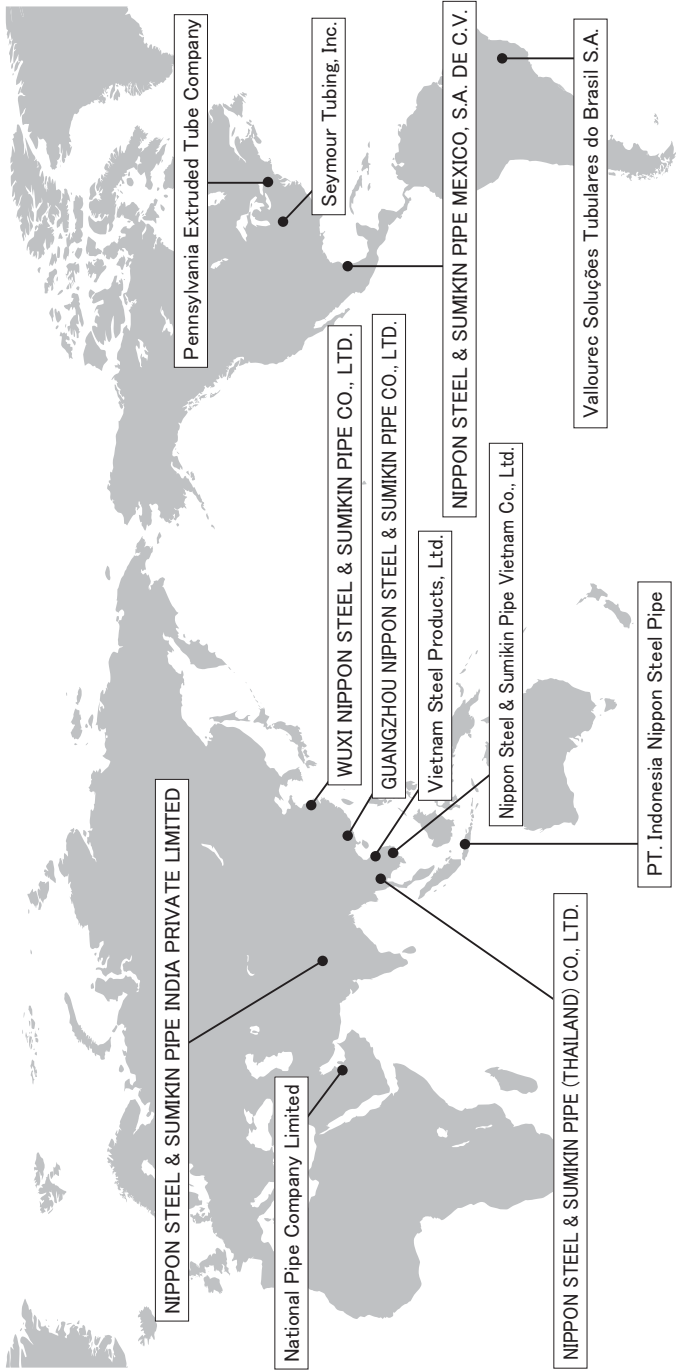 NIPPON STEEL & SUMIKIN PIPE INDIA PRIVATE LIMITED
Pennsylvania Extruded Tube Company
National Pipe Company Limited
Seymour Tubing, Inc.
WUXI NIPPON STEEL & SUMIKIN PIPE CO., LTD.
GUANGZHOU NIPPON STEEL & SUMIKIN PIPE CO., LTD.
Vietnam Steel Products, Ltd.
NIPPON STEEL & SUMIKIN PIPE MEXICO, S.A. DE C.V.
Nippon Steel & Sumikin Pipe Vietnam Co., Ltd.
NIPPON STEEL & SUMIKIN PIPE (THAILAND) CO., LTD.
Vallourec Soluções Tubulares do Brasil S.A.
PT. Indonesia Nippon Steel Pipe